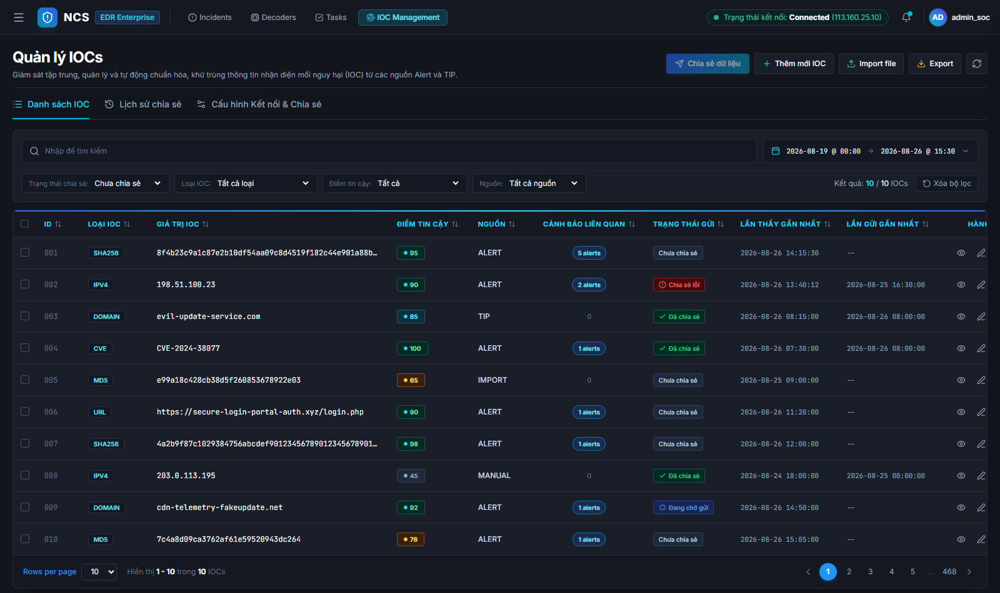 NCS EDR Enterprise Incidents Decoders Tasks IOC Management Trạng thái kết nối: Connected (113.160.25.10) AD admin_soc
Quản lý IOCs
Giám sát tập trung, quản lý và tự động chuẩn hóa, khử trùng thông tin nhận diện mối nguy hại (IOC) từ các nguồn Alert và TIP.
Chia sẻ dữ liệu Thêm mới IOC Import file Export
Danh sách IOC Lịch sử chia sẻ Cấu hình Kết nối & Chia sẻ
Nhập để tìm kiếm 2026-08-19 @ 00:00 → 2026-08-26 @ 15:30
Trạng thái chia sẻ: Chưa chia sẻ Loại IOC: Tất cả loại Điểm tin cậy: Tất cả Nguồn: Tất cả nguồn Kết quả: 10 / 10 IOCs Xóa bộ lọc
ID LOẠI IOC GIÁ TRỊ IOC ĐIỂM TIN CẬY NGUỒN CẢNH BÁO LIÊN QUAN TRẠNG THÁI GỬI LẦN THẤY GẦN NHẤT LẦN GỬI GẦN NHẤT HÀNH
001 SHA256 8f4b23c9a1c87e2b10df54aa09c8d4519f182c44e901a88b… 95 ALERT 5 alerts Chưa chia sẻ 2026-08-26 14:15:30 --
002 IPV4 198.51.100.23 90 ALERT 2 alerts Chia sẻ lỗi 2026-08-26 13:40:12 2026-08-25 16:30:00
003 DOMAIN evil-update-service.com 85 TIP 0 Đã chia sẻ 2026-08-26 08:15:00 2026-08-26 08:00:00
004 CVE CVE-2024-38077 100 ALERT 1 alerts Đã chia sẻ 2026-08-26 07:30:00 2026-08-26 08:00:00
005 MD5 e99a18c428cb38d5f260853678922e03 65 IMPORT 0 Chưa chia sẻ 2026-08-25 09:00:00 --
006 URL https://secure-login-portal-auth.xyz/login.php 90 ALERT 1 alerts Chưa chia sẻ 2026-08-26 11:20:00 --
007 SHA256 4a2b9f87c1029384756abcdef90123456789012345678901… 98 ALERT 1 alerts Chưa chia sẻ 2026-08-26 12:00:00 --
008 IPV4 203.0.113.195 45 MANUAL 0 Đã chia sẻ 2026-08-24 18:00:00 2026-08-25 00:00:00
009 DOMAIN cdn-telemetry-fakeupdate.net 92 ALERT 1 alerts Đang chờ gửi 2026-08-26 14:50:00 --
010 MD5 7c4a8d09ca3762af61e59520943dc264 78 ALERT 1 alerts Chưa chia sẻ 2026-08-26 15:05:00 --
Rows per page 10 Hiển thị 1 - 10 trong 10 IOCs 1 2 3 4 5 ... 468